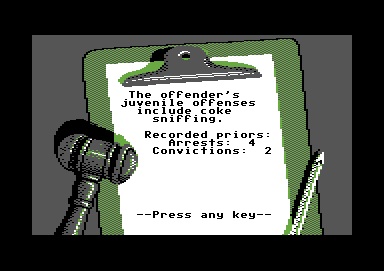 The offender's
juvenile offenses
include coke
sniffing.
Recorded priors:
Arrests: 4
Convictions: 2
--Press any key--